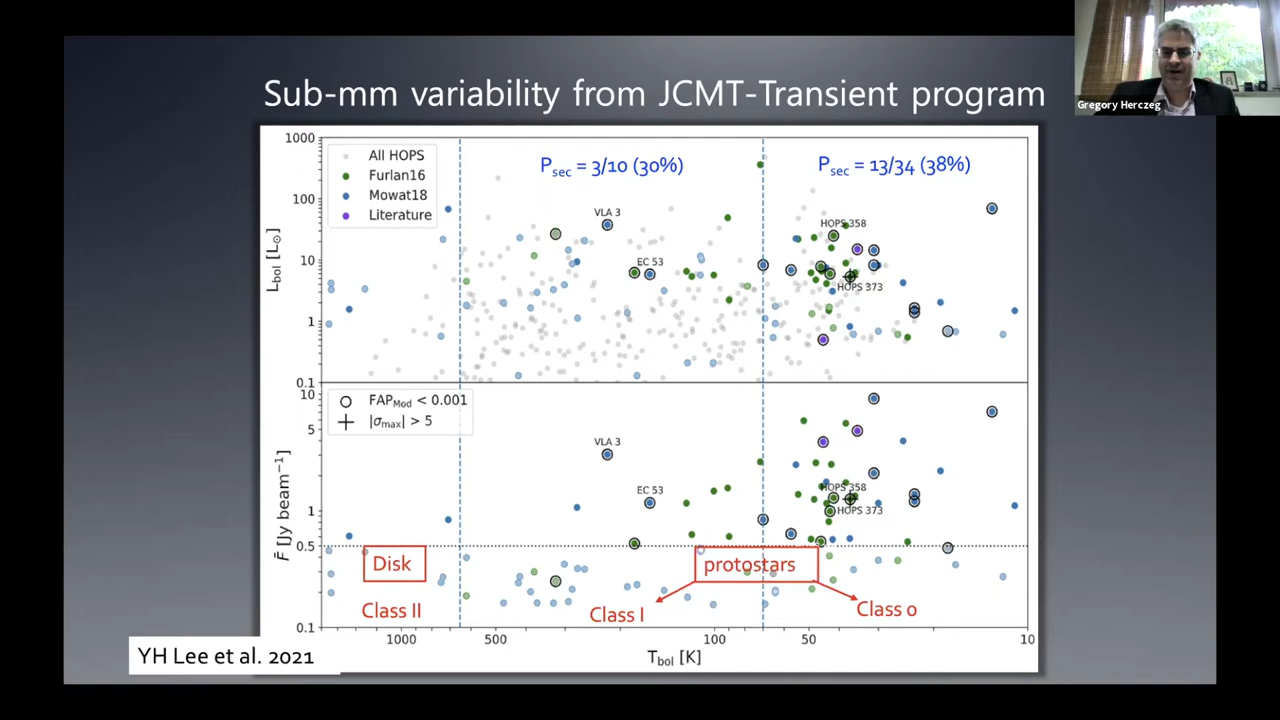 Sub-mm variability from JCMT-Transient program
Gregory Herczeg
1000
100
10
1
0.1
L_bol [L_⊙]
All HOPS
Furlan16
Mowat18
Literature
P_sec = 3/10 (30%)
P_sec = 13/34 (38%)
VLA 3
EC 53
HOPS 358
HOPS 373
10
5
1
0.5
0.1
F̄ [Jy beam⁻¹]
FAP_Mod < 0.001
|σ_max| > 5
VLA 3
EC 53
HOPS 358
HOPS 373
Disk
protostars
Class II
Class I
Class 0
1000
500
100
50
10
T_bol [K]
YH Lee et al. 2021